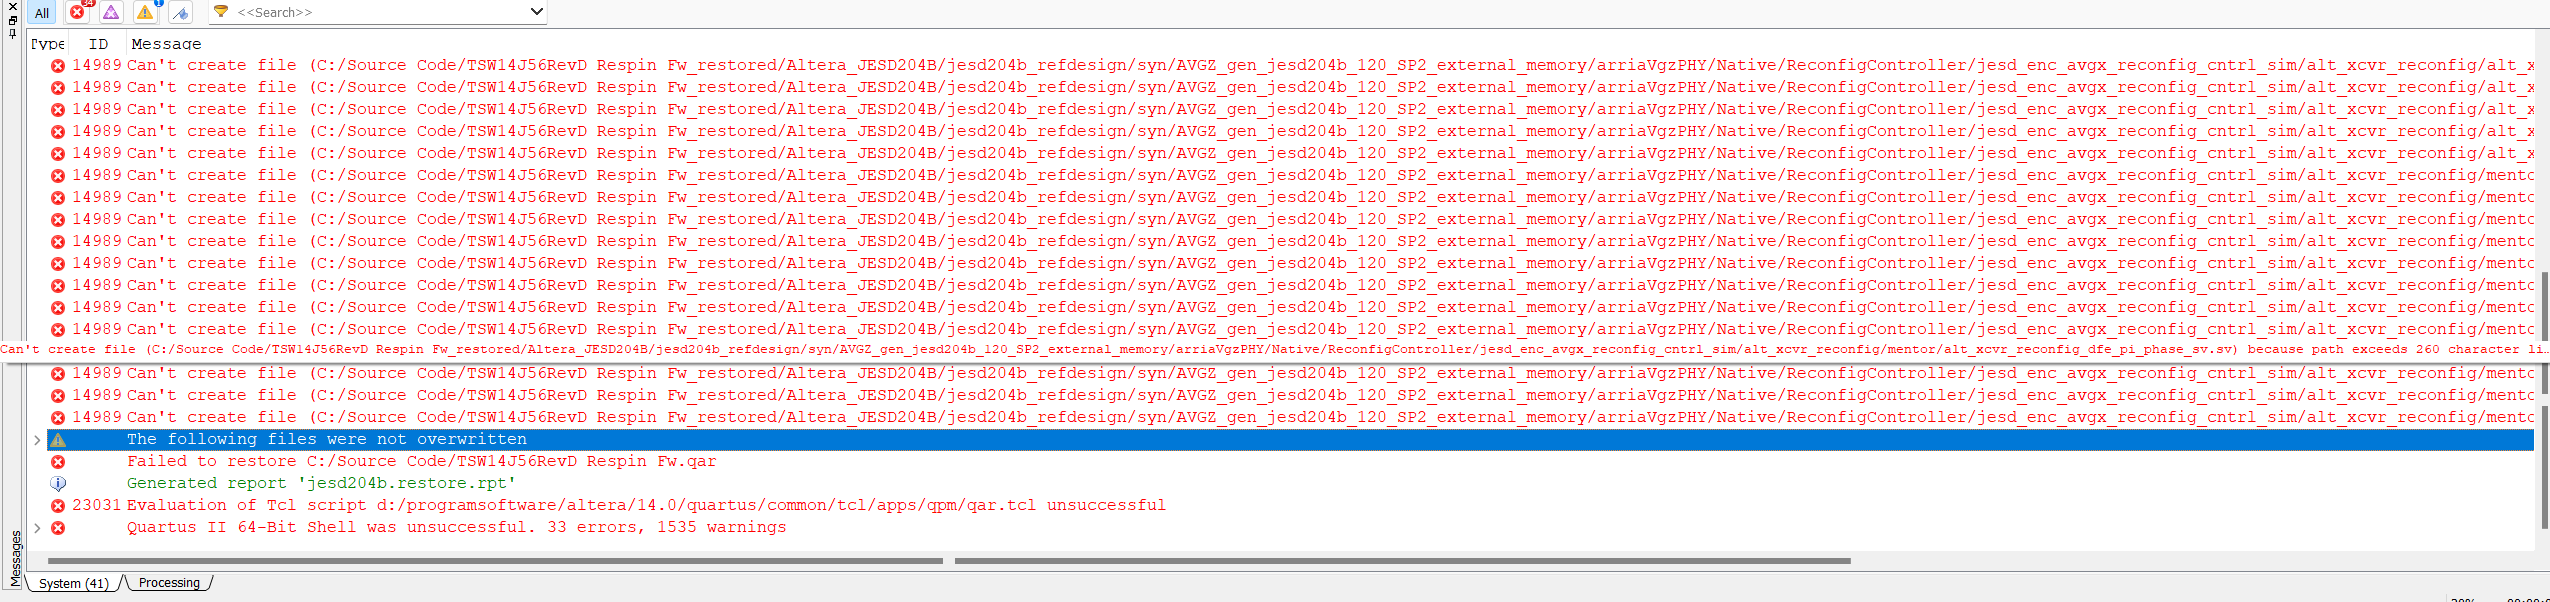 All 34 1 <<Search>>
Type ID Message
14989 Can't create file (C:/Source Code/TSW14J56RevD Respin Fw_restored/Altera_JESD204B/jesd204b_refdesign/syn/AVGZ_gen_jesd204b_120_SP2_external_memory/arriaVgzPHY/Native/ReconfigController/jesd_enc_avgx_reconfig_cntrl_sim/alt_xcvr_reconfig/alt_x
14989 Can't create file (C:/Source Code/TSW14J56RevD Respin Fw_restored/Altera_JESD204B/jesd204b_refdesign/syn/AVGZ_gen_jesd204b_120_SP2_external_memory/arriaVgzPHY/Native/ReconfigController/jesd_enc_avgx_reconfig_cntrl_sim/alt_xcvr_reconfig/alt_x
14989 Can't create file (C:/Source Code/TSW14J56RevD Respin Fw_restored/Altera_JESD204B/jesd204b_refdesign/syn/AVGZ_gen_jesd204b_120_SP2_external_memory/arriaVgzPHY/Native/ReconfigController/jesd_enc_avgx_reconfig_cntrl_sim/alt_xcvr_reconfig/alt_x
14989 Can't create file (C:/Source Code/TSW14J56RevD Respin Fw_restored/Altera_JESD204B/jesd204b_refdesign/syn/AVGZ_gen_jesd204b_120_SP2_external_memory/arriaVgzPHY/Native/ReconfigController/jesd_enc_avgx_reconfig_cntrl_sim/alt_xcvr_reconfig/alt_x
14989 Can't create file (C:/Source Code/TSW14J56RevD Respin Fw_restored/Altera_JESD204B/jesd204b_refdesign/syn/AVGZ_gen_jesd204b_120_SP2_external_memory/arriaVgzPHY/Native/ReconfigController/jesd_enc_avgx_reconfig_cntrl_sim/alt_xcvr_reconfig/alt_x
14989 Can't create file (C:/Source Code/TSW14J56RevD Respin Fw_restored/Altera_JESD204B/jesd204b_refdesign/syn/AVGZ_gen_jesd204b_120_SP2_external_memory/arriaVgzPHY/Native/ReconfigController/jesd_enc_avgx_reconfig_cntrl_sim/alt_xcvr_reconfig/mento
14989 Can't create file (C:/Source Code/TSW14J56RevD Respin Fw_restored/Altera_JESD204B/jesd204b_refdesign/syn/AVGZ_gen_jesd204b_120_SP2_external_memory/arriaVgzPHY/Native/ReconfigController/jesd_enc_avgx_reconfig_cntrl_sim/alt_xcvr_reconfig/mento
14989 Can't create file (C:/Source Code/TSW14J56RevD Respin Fw_restored/Altera_JESD204B/jesd204b_refdesign/syn/AVGZ_gen_jesd204b_120_SP2_external_memory/arriaVgzPHY/Native/ReconfigController/jesd_enc_avgx_reconfig_cntrl_sim/alt_xcvr_reconfig/mento
14989 Can't create file (C:/Source Code/TSW14J56RevD Respin Fw_restored/Altera_JESD204B/jesd204b_refdesign/syn/AVGZ_gen_jesd204b_120_SP2_external_memory/arriaVgzPHY/Native/ReconfigController/jesd_enc_avgx_reconfig_cntrl_sim/alt_xcvr_reconfig/mento
14989 Can't create file (C:/Source Code/TSW14J56RevD Respin Fw_restored/Altera_JESD204B/jesd204b_refdesign/syn/AVGZ_gen_jesd204b_120_SP2_external_memory/arriaVgzPHY/Native/ReconfigController/jesd_enc_avgx_reconfig_cntrl_sim/alt_xcvr_reconfig/mento
14989 Can't create file (C:/Source Code/TSW14J56RevD Respin Fw_restored/Altera_JESD204B/jesd204b_refdesign/syn/AVGZ_gen_jesd204b_120_SP2_external_memory/arriaVgzPHY/Native/ReconfigController/jesd_enc_avgx_reconfig_cntrl_sim/alt_xcvr_reconfig/mento
14989 Can't create file (C:/Source Code/TSW14J56RevD Respin Fw_restored/Altera_JESD204B/jesd204b_refdesign/syn/AVGZ_gen_jesd204b_120_SP2_external_memory/arriaVgzPHY/Native/ReconfigController/jesd_enc_avgx_reconfig_cntrl_sim/alt_xcvr_reconfig/mento
14989 Can't create file (C:/Source Code/TSW14J56RevD Respin Fw_restored/Altera_JESD204B/jesd204b_refdesign/syn/AVGZ_gen_jesd204b_120_SP2_external_memory/arriaVgzPHY/Native/ReconfigController/jesd_enc_avgx_reconfig_cntrl_sim/alt_xcvr_reconfig/mento
Can't create file (C:/Source Code/TSW14J56RevD Respin Fw_restored/Altera_JESD204B/jesd204b_refdesign/syn/AVGZ_gen_jesd204b_120_SP2_external_memory/arriaVgzPHY/Native/ReconfigController/jesd_enc_avgx_reconfig_cntrl_sim/alt_xcvr_reconfig/mentor/alt_xcvr_reconfig_dfe_pi_phase_sv.sv) because path exceeds 260 character li...
14989 Can't create file (C:/Source Code/TSW14J56RevD Respin Fw_restored/Altera_JESD204B/jesd204b_refdesign/syn/AVGZ_gen_jesd204b_120_SP2_external_memory/arriaVgzPHY/Native/ReconfigController/jesd_enc_avgx_reconfig_cntrl_sim/alt_xcvr_reconfig/mento
14989 Can't create file (C:/Source Code/TSW14J56RevD Respin Fw_restored/Altera_JESD204B/jesd204b_refdesign/syn/AVGZ_gen_jesd204b_120_SP2_external_memory/arriaVgzPHY/Native/ReconfigController/jesd_enc_avgx_reconfig_cntrl_sim/alt_xcvr_reconfig/mento
14989 Can't create file (C:/Source Code/TSW14J56RevD Respin Fw_restored/Altera_JESD204B/jesd204b_refdesign/syn/AVGZ_gen_jesd204b_120_SP2_external_memory/arriaVgzPHY/Native/ReconfigController/jesd_enc_avgx_reconfig_cntrl_sim/alt_xcvr_reconfig/mento
The following files were not overwritten
Failed to restore C:/Source Code/TSW14J56RevD Respin Fw.qar
Generated report 'jesd204b.restore.rpt'
23031 Evaluation of Tcl script d:/programsoftware/altera/14.0/quartus/common/tcl/apps/qpm/qar.tcl unsuccessful
Quartus II 64-Bit Shell was unsuccessful. 33 errors, 1535 warnings
Messages
System (41) Processing